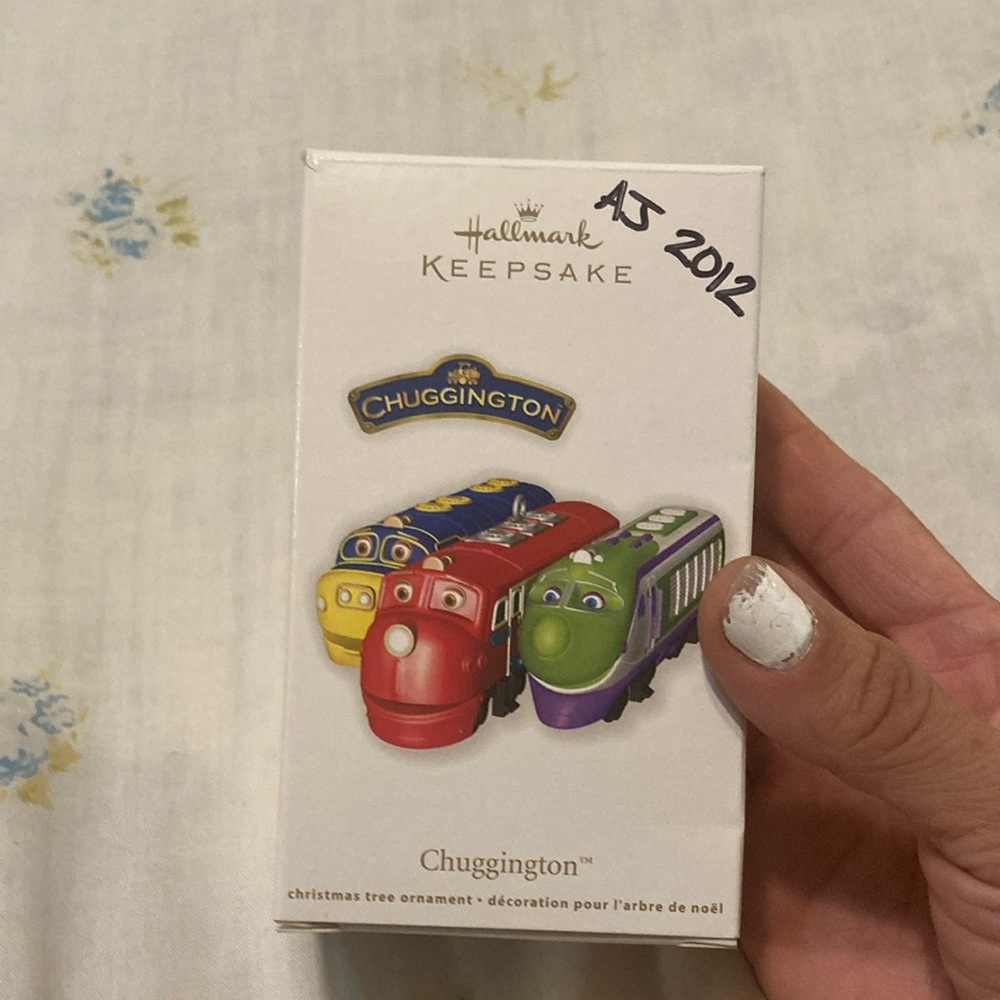 Hallmark
KEEPSAKE
AJ 2012
CHUGGINGTON
Chuggington™
christmas tree ornament • décoration pour l'arbre de noël